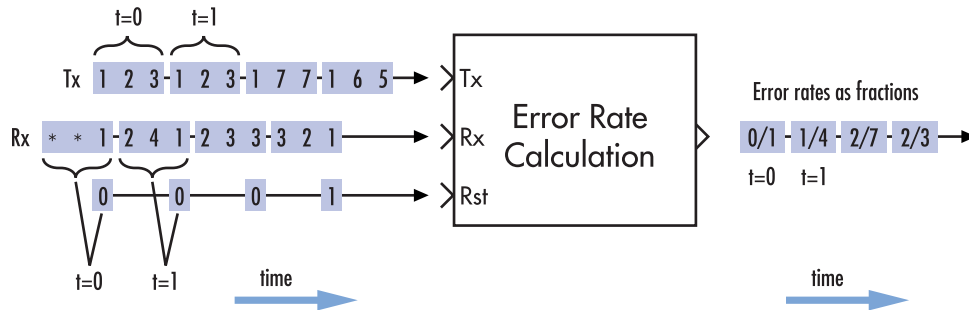 t=0 t=1
Tx 1 2 3 1 2 3 1 7 7 1 6 5
Rx * * 1 2 4 1 2 3 3 3 2 1
0 0 0 1
t=0 t=1
time
Tx
Rx
Rst
Error Rate
Calculation
Error rates as fractions
0/1 1/4 2/7 2/3
t=0 t=1
time